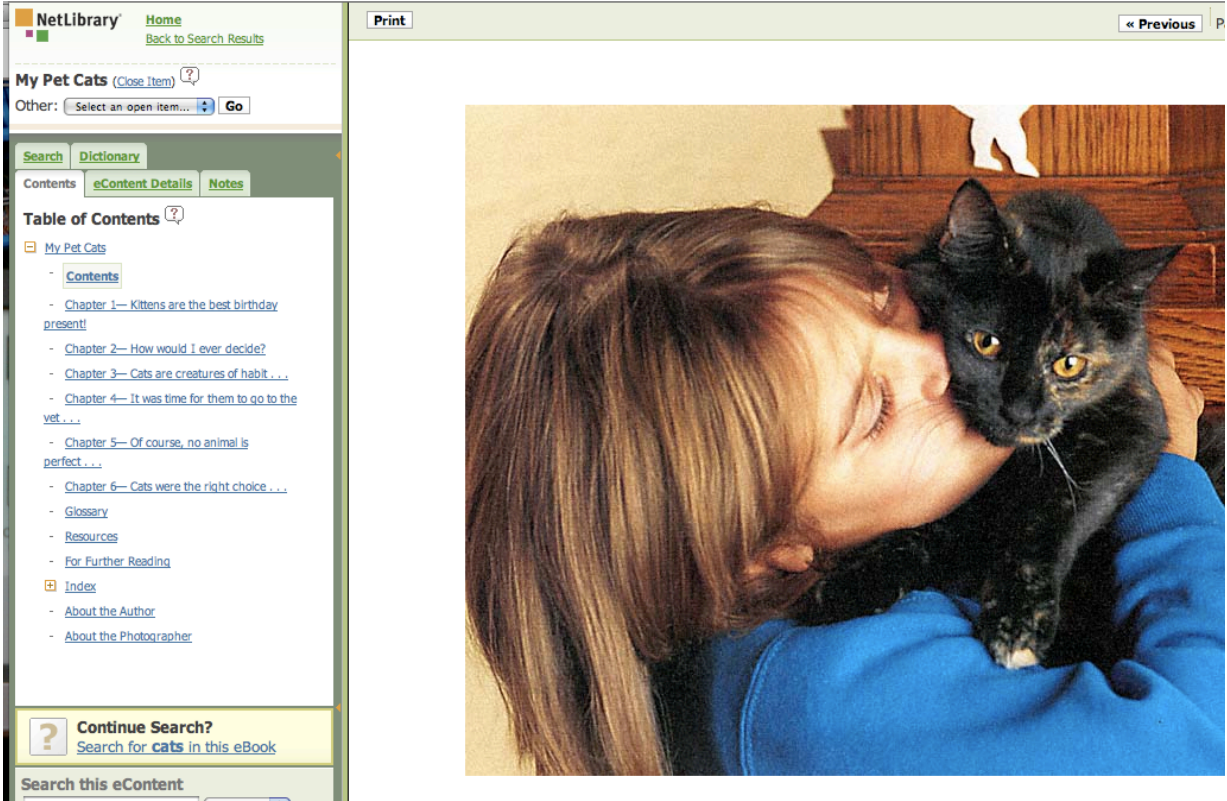 NetLibrary Home
Back to Search Results
My Pet Cats (Close Item) ?
Other: Select an open item... Go
Search Dictionary
Contents eContent Details Notes
Table of Contents ?
My Pet Cats
- Contents
- Chapter 1— Kittens are the best birthday
present!
- Chapter 2— How would I ever decide?
- Chapter 3— Cats are creatures of habit . . .
- Chapter 4— It was time for them to go to the
vet . . .
- Chapter 5— Of course, no animal is
perfect . . .
- Chapter 6— Cats were the right choice . . .
- Glossary
- Resources
- For Further Reading
Index
- About the Author
- About the Photographer
? Continue Search?
Search for cats in this eBook
Search this eContent
Print
« Previous